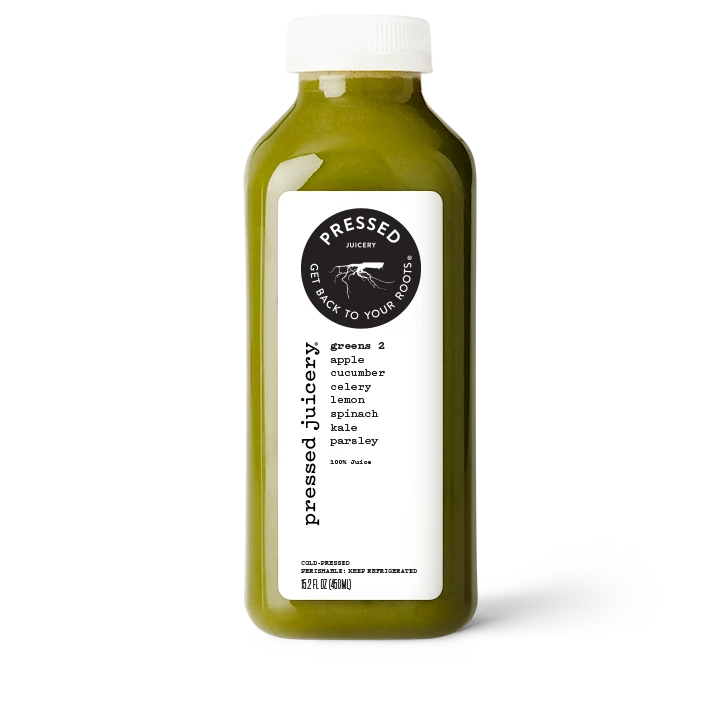 PRESSED
JUICERY
GET BACK TO YOUR ROOTS®
pressed juicery®
greens 2
apple
cucumber
celery
lemon
spinach
kale
parsley
100% Juice
COLD-PRESSED
PERISHABLE: KEEP REFRIGERATED
15.2 FL OZ (450ML)